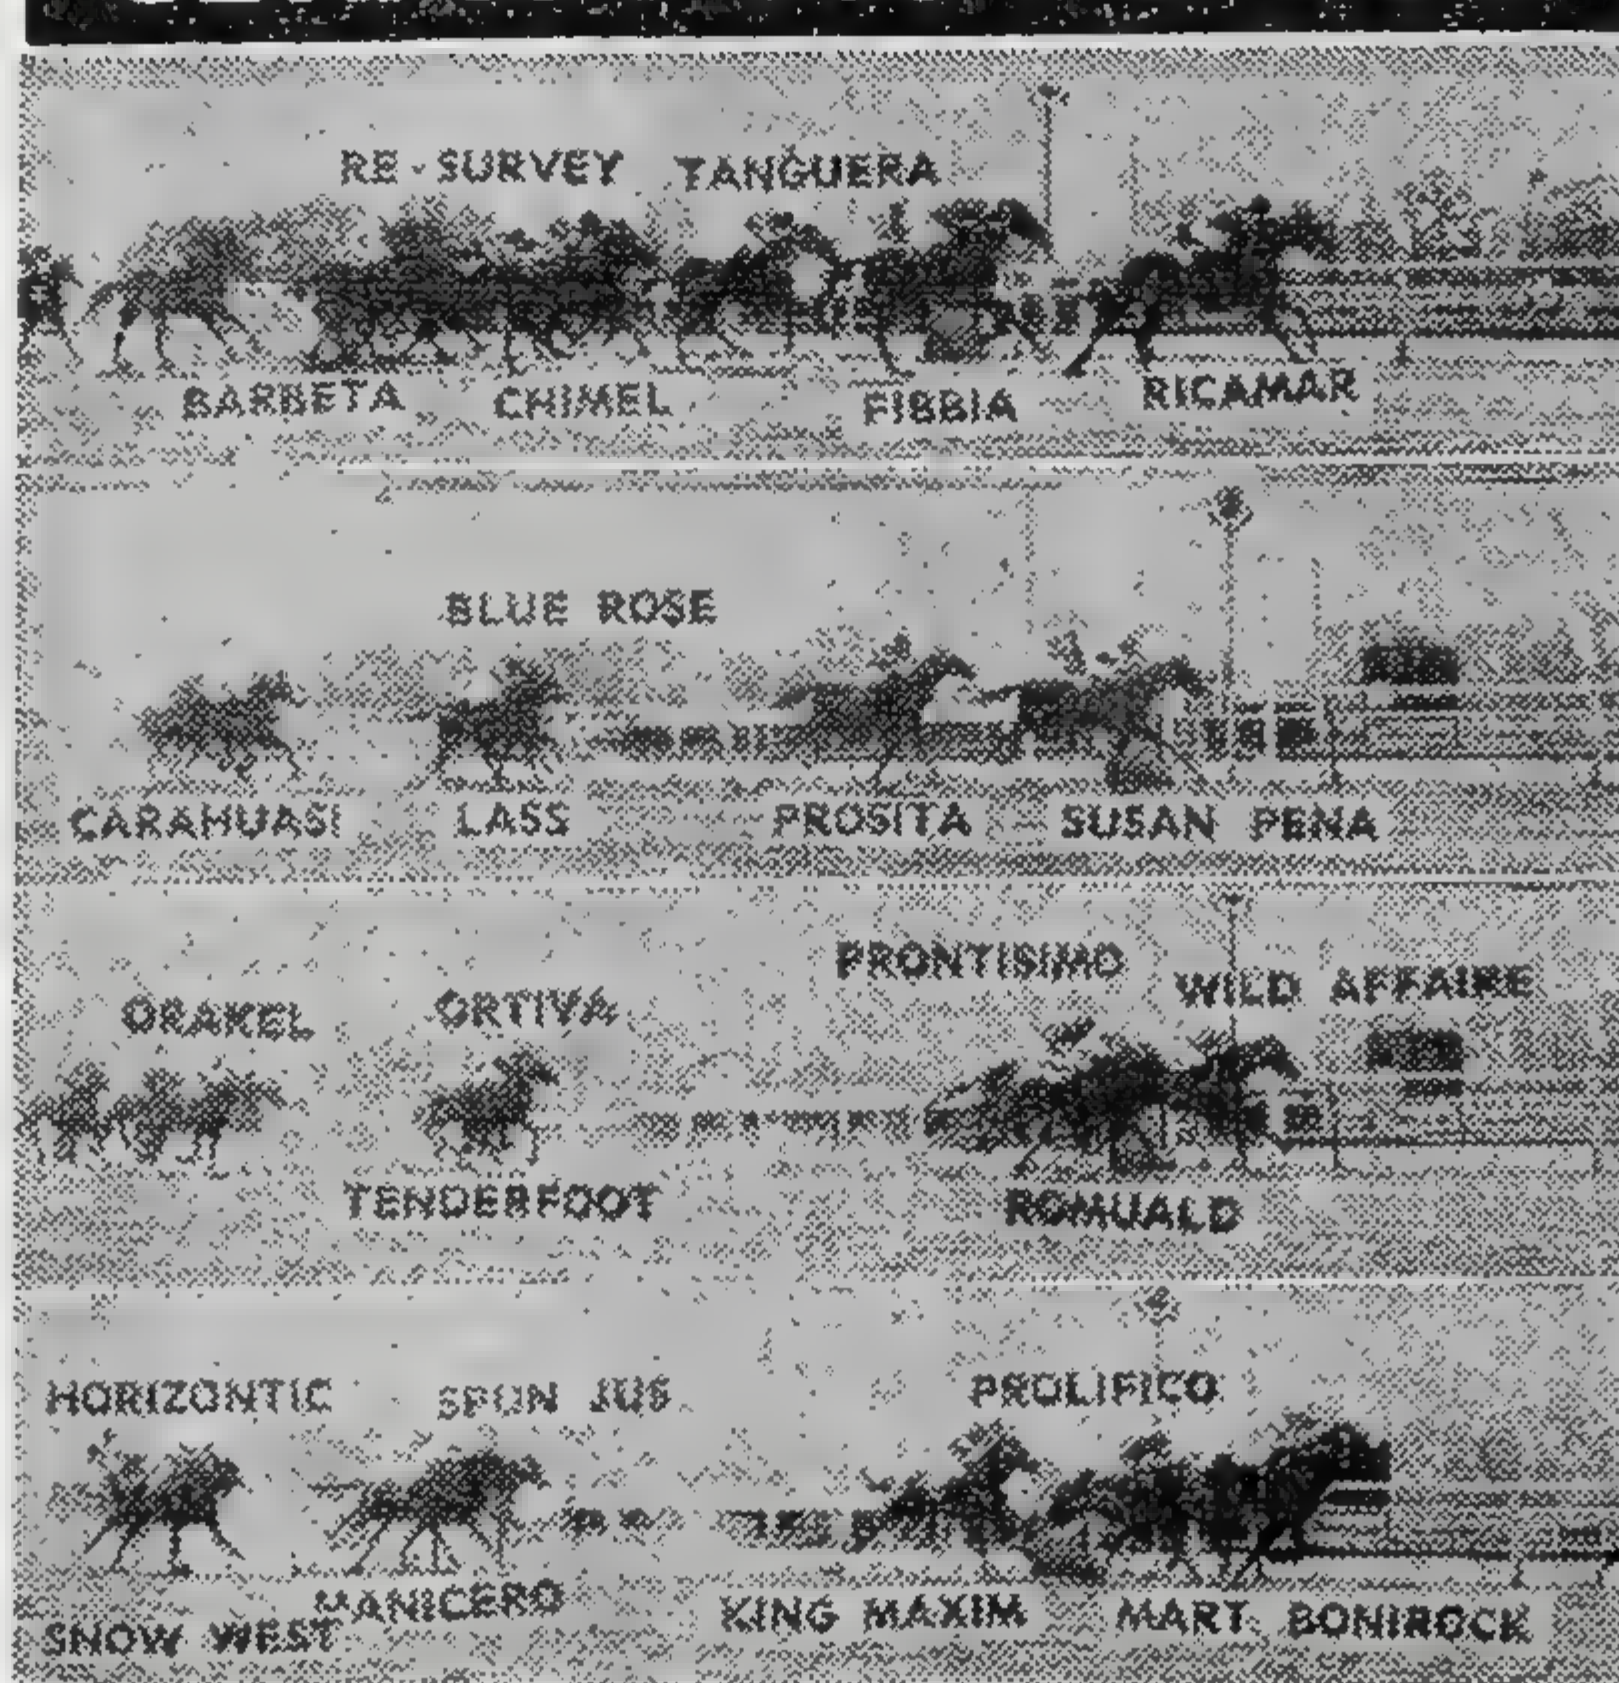 RE-SURVEY TANGUERA
BARBETA CHIMEL FIBBIA RICAMAR
BLUE ROSE
CARAHUASI LASS PROSITA SUSAN PENA
PRONTISIMO
ORAKEL ORTIVA WILD AFFAIRE
TENDERFOOT ROMUALD
HORIZONTIC SPUN JUS PROLIFICO
MANICERO KING MAXIM MART BONIROCK
SNOW WEST